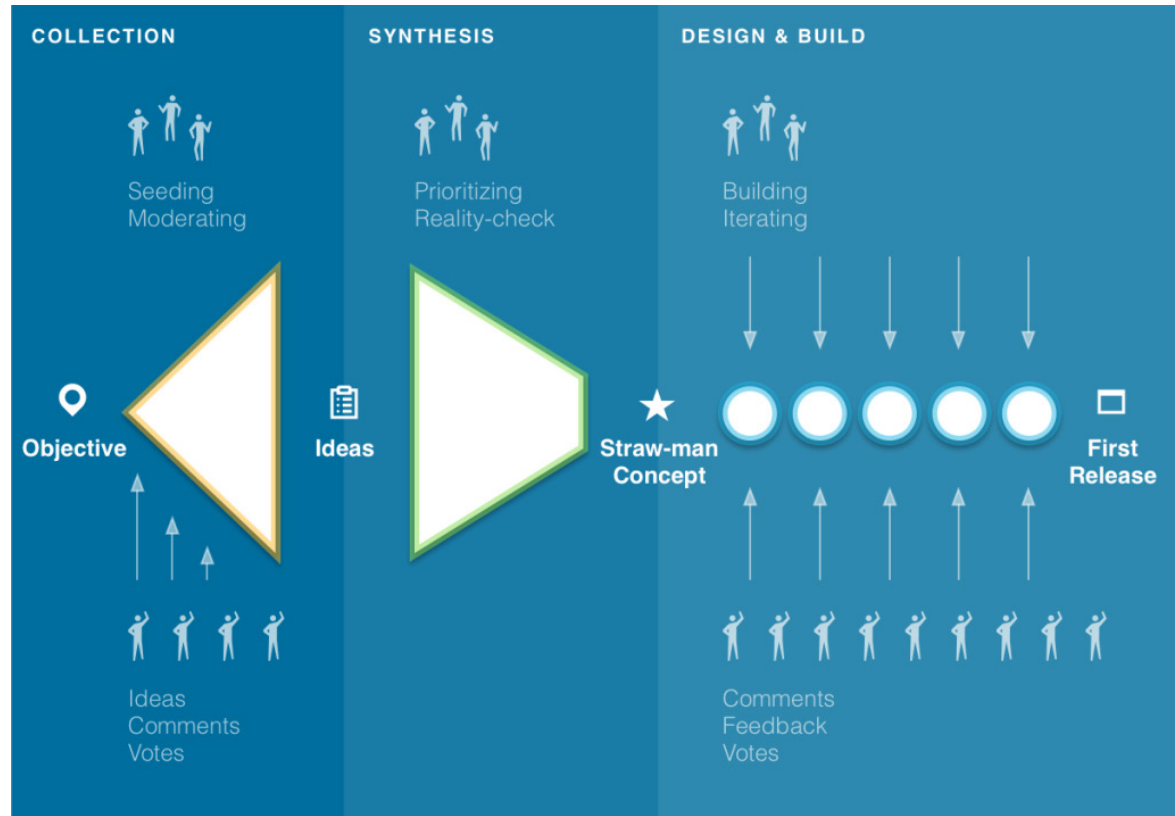 COLLECTION
SYNTHESIS
DESIGN & BUILD
Seeding
Moderating
Prioritizing
Reality-check
Building
Iterating
Objective
Ideas
Straw-man
Concept
First
Release
Ideas
Comments
Votes
Comments
Feedback
Votes